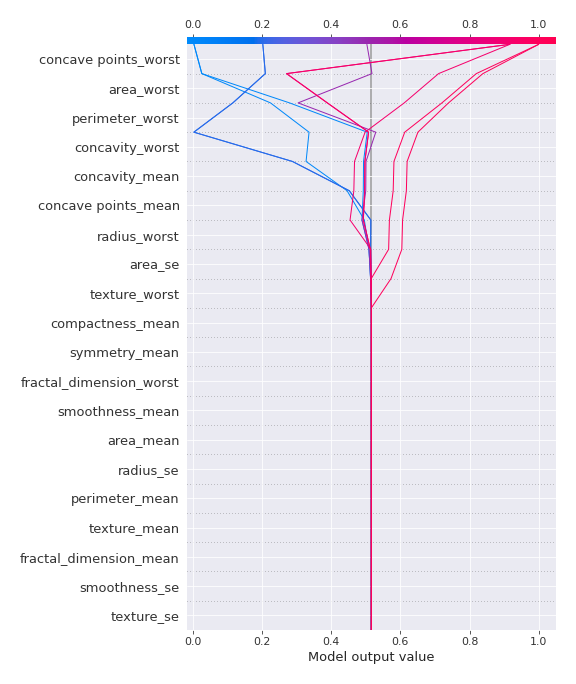 0.0 0.2 0.4 0.6 0.8 1.0
concave points_worst
area_worst
perimeter_worst
concavity_worst
concavity_mean
concave points_mean
radius_worst
area_se
texture_worst
compactness_mean
symmetry_mean
fractal_dimension_worst
smoothness_mean
area_mean
radius_se
perimeter_mean
texture_mean
fractal_dimension_mean
smoothness_se
texture_se
0.0 0.2 0.4 0.6 0.8 1.0
Model output value